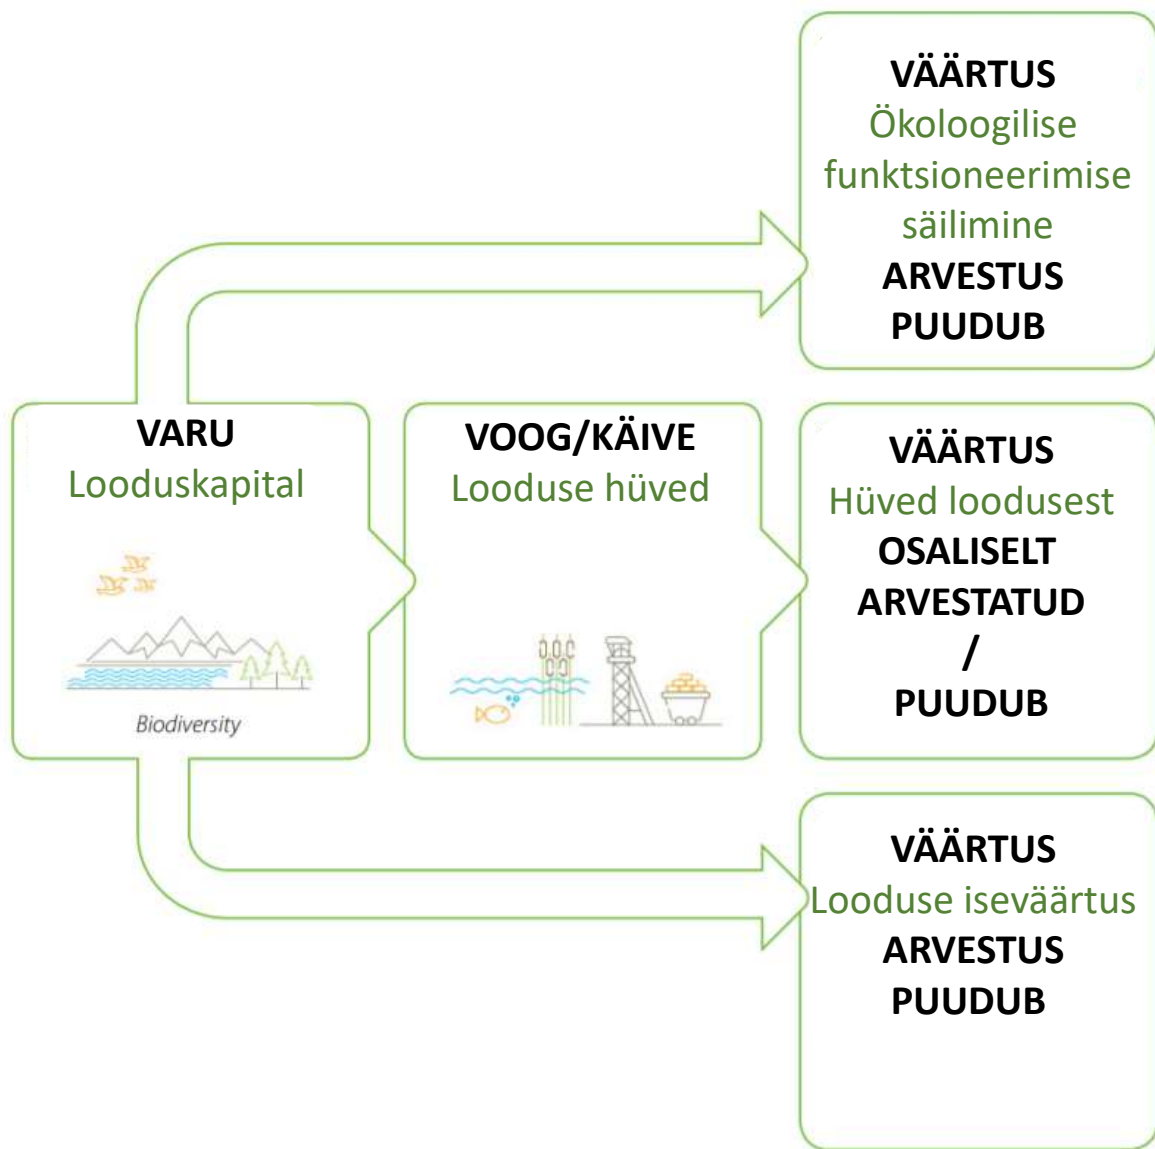 VÄÄRTUS
Ökoloogilise
funktsioneerimise
säilimine
ARVESTUS
PUUDUB
VARU
Looduskapital
Biodiversity
VOOG/KÄIVE
Looduse hüved
VÄÄRTUS
Hüved loodusest
OSALISELT
ARVESTATUD
/
PUUDUB
VÄÄRTUS
Looduse iseväärtus
ARVESTUS
PUUDUB